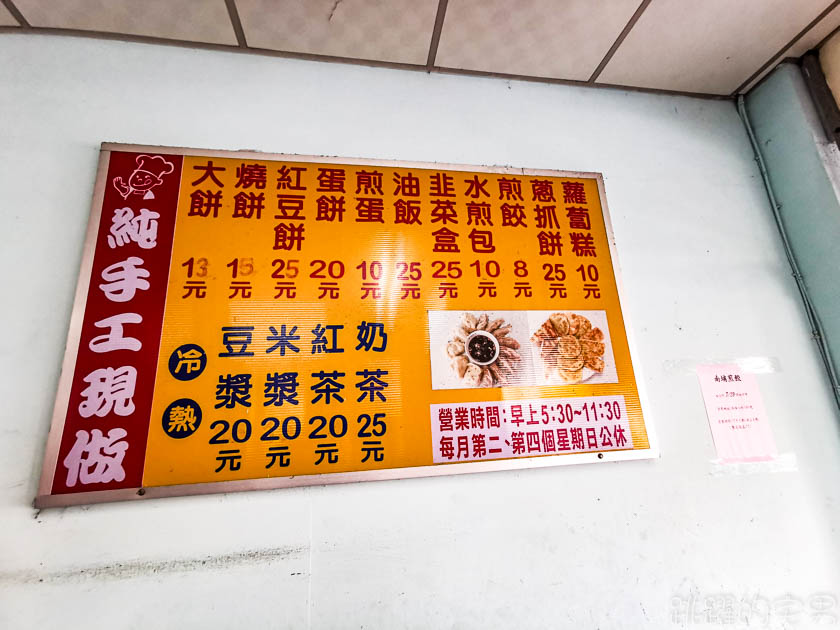 純手工現做
大餅 13元
燒餅 15元
紅豆餅 25元
蛋餅 20元
煎蛋 10元
油飯 25元
韭菜盒 25元
水煎包 10元
煎餃 8元
蔥抓餅 25元
蘿蔔糕 10元
冷 熱
豆漿 20元
米漿 20元
紅茶 20元
奶茶 25元
營業時間:早上5:30~11:30
每月第二、第四個星期日公休
跳躍的宅男